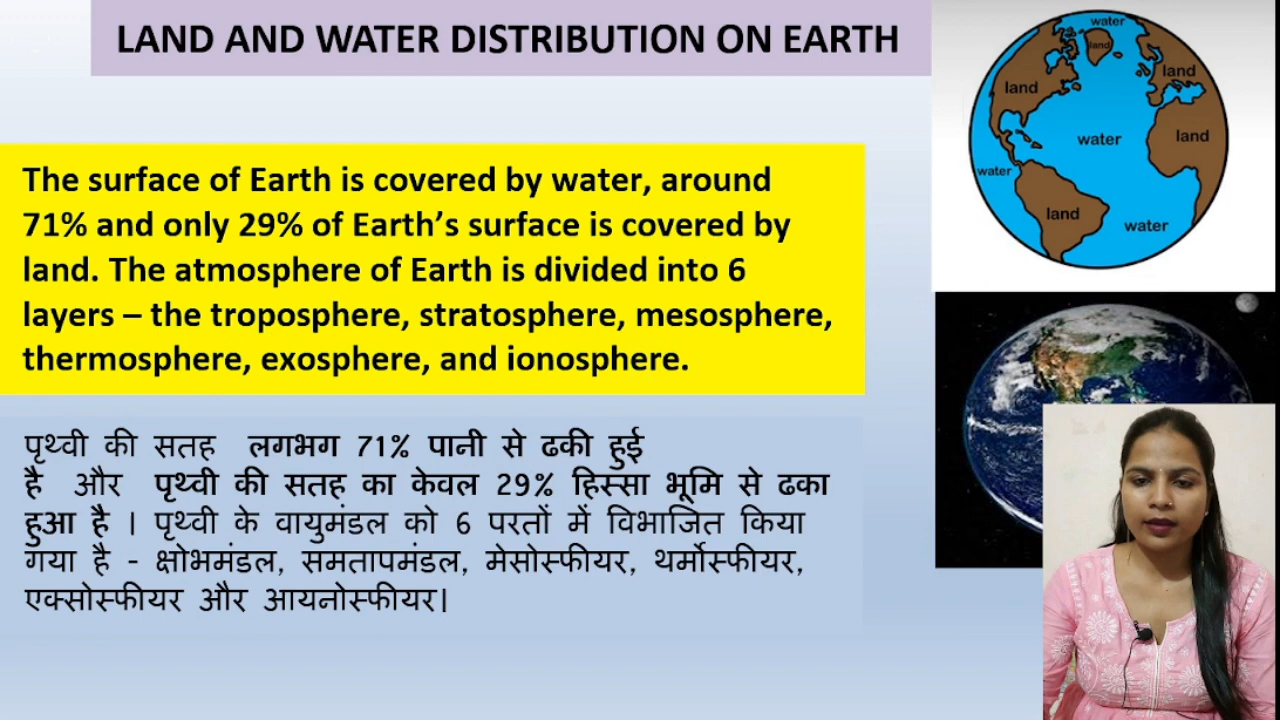 LAND AND WATER DISTRIBUTION ON EARTH
The surface of Earth is covered by water, around
71% and only 29% of Earth's surface is covered by
land. The atmosphere of Earth is divided into 6
layers – the troposphere, stratosphere, mesosphere,
thermosphere, exosphere, and ionosphere.
पृथ्वी की सतह लगभग 71% पानी से ढकी हुई
है और पृथ्वी की सतह का केवल 29% हिस्सा भूमि से ढका
हुआ है । पृथ्वी के वायुमंडल को 6 परतों में विभाजित किया
गया है - क्षोभमंडल, समतापमंडल, मेसोस्फीयर, थर्मोस्फीयर,
एक्सोस्फीयर और आयनोस्फीयर।
water
land
land
land
water
land
water
land
water